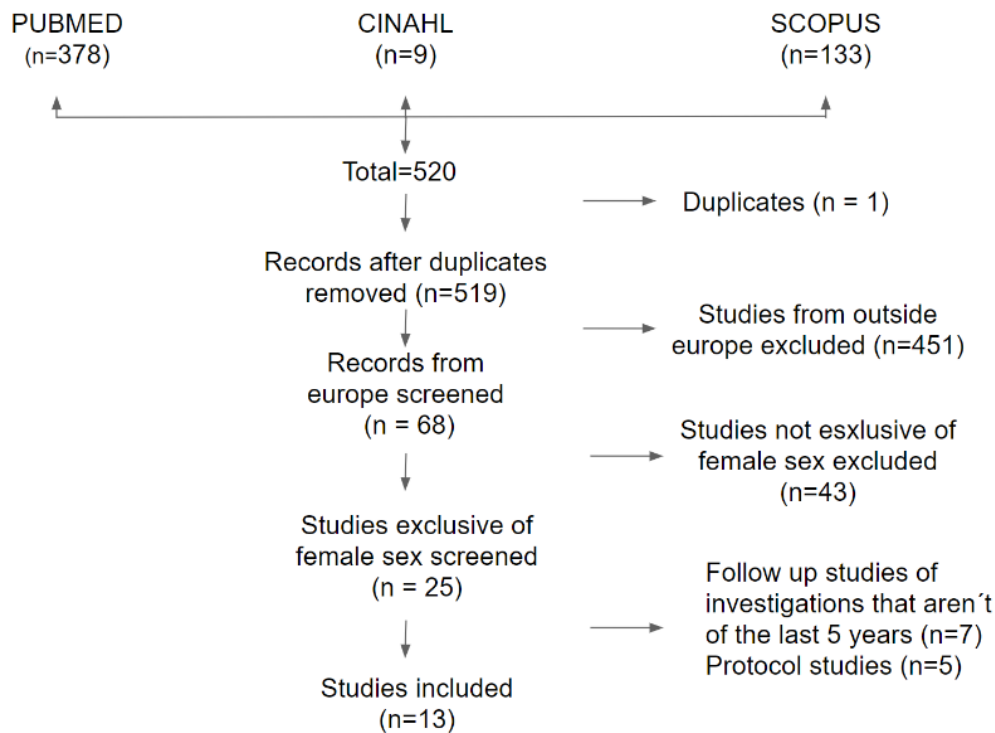 PUBMED
(n=378)
CINAHL
(n=9)
SCOPUS
(n=133)
Total=520
Duplicates (n = 1)
Records after duplicates
removed (n=519)
Studies from outside
europe excluded (n=451)
Records from
europe screened
(n = 68)
Studies not esxlusive of
female sex excluded
(n=43)
Studies exclusive of
female sex screened
(n = 25)
Follow up studies of
investigations that aren´t
of the last 5 years (n=7)
Protocol studies (n=5)
Studies included
(n=13)